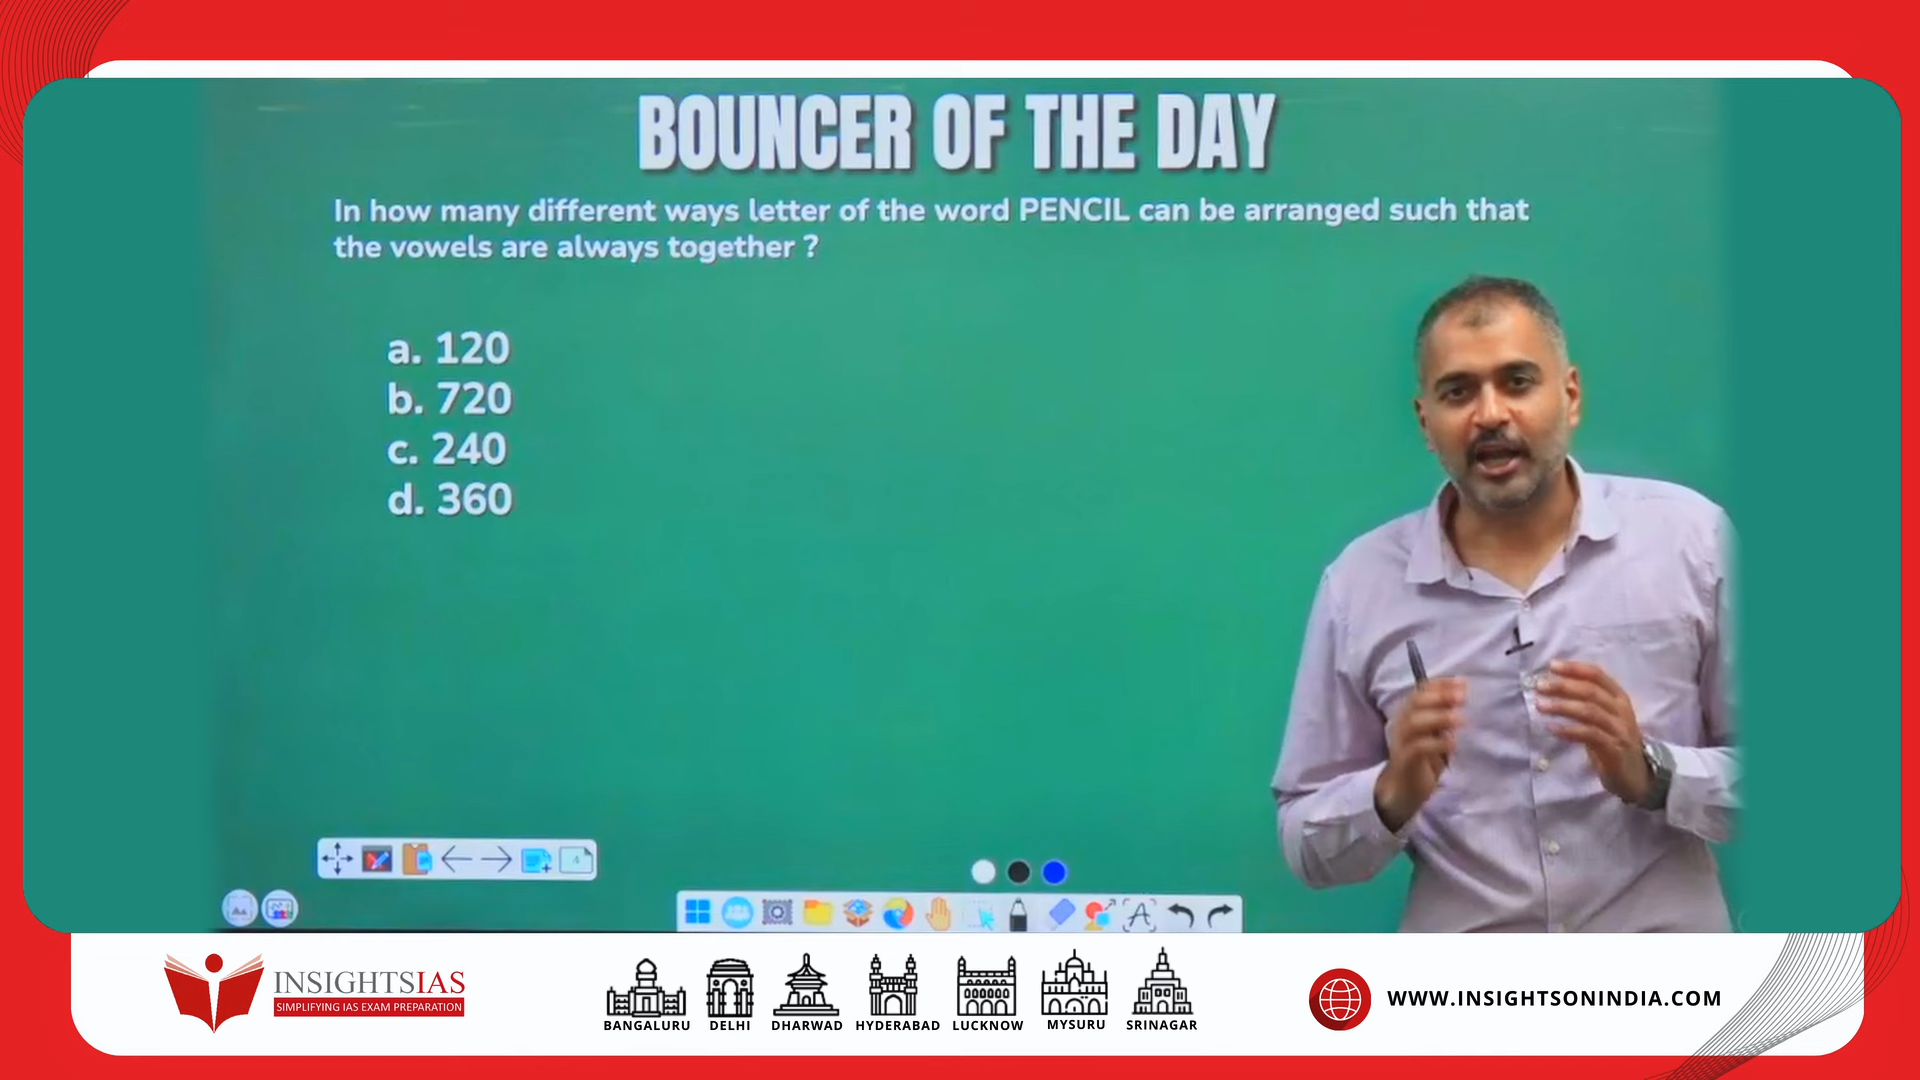 BOUNCER OF THE DAY
In how many different ways letter of the word PENCIL can be arranged such that
the vowels are always together ?
a. 120
b. 720
c. 240
d. 360
INSIGHTSIAS
SIMPLIFYING IAS EXAM PREPARATION
BANGALURU DELHI DHARWAD HYDERABAD LUCKNOW MYSURU SRINAGAR
WWW.INSIGHTSONINDIA.COM